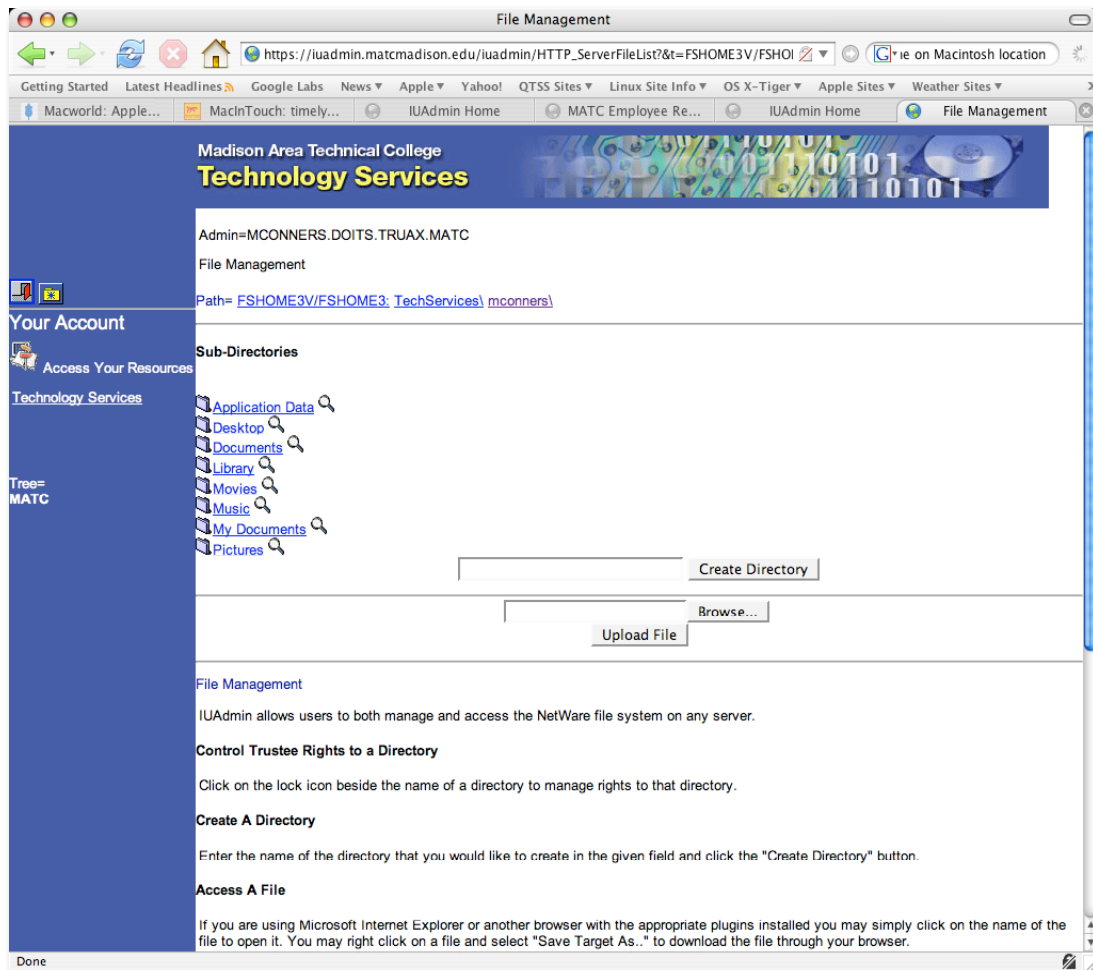 File Management
https://iuadmin.matcmadison.edu/iuadmin/HTTP_ServerFileList?&t=FSHOME3V/FSHOI
on Macintosh location
Getting Started Latest Headlines Google Labs News Apple Yahoo! QTSS Sites Linux Site Info OS X-Tiger Apple Sites Weather Sites
Macworld: Apple... MacInTouch: timely... IUAdmin Home MATC Employee Re... IUAdmin Home File Management
Madison Area Technical College
Technology Services
110101
001110101
01110101
Admin=MCONNERS.DOITS.TRUAX.MATC
File Management
Path= FSHOME3V/FSHOME3: TechServices\ mconners\
Your Account
Access Your Resources
Technology Services
Tree=
MATC
Sub-Directories
Application Data
Desktop
Documents
Library
Movies
Music
My Documents
Pictures
Create Directory
Browse...
Upload File
File Management
IUAdmin allows users to both manage and access the NetWare file system on any server.
Control Trustee Rights to a Directory
Click on the lock icon beside the name of a directory to manage rights to that directory.
Create A Directory
Enter the name of the directory that you would like to create in the given field and click the "Create Directory" button.
Access A File
If you are using Microsoft Internet Explorer or another browser with the appropriate plugins installed you may simply click on the name of the
file to open it. You may right click on a file and select "Save Target As.." to download the file through your browser.
Done